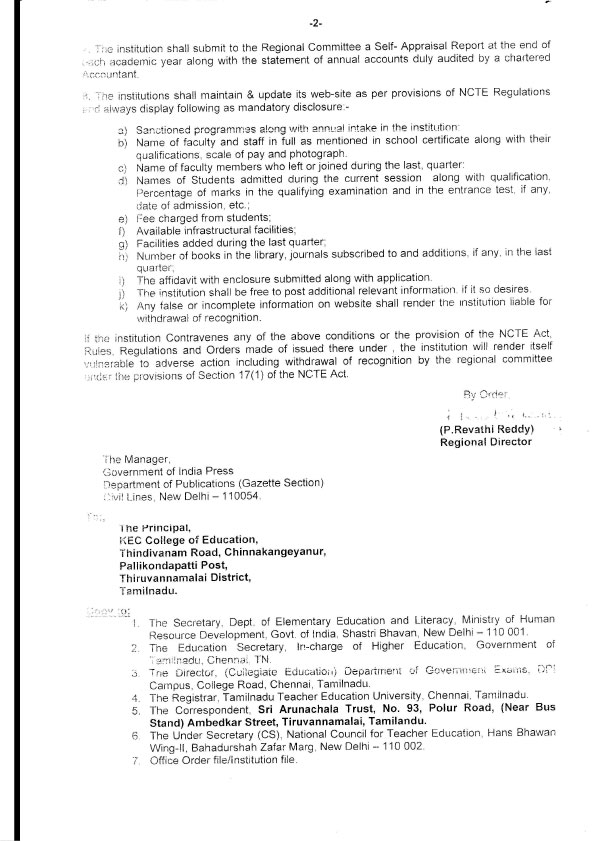 -2-
The institution shall submit to the Regional Committee a Self- Appraisal Report at the end of
each academic year along with the statement of annual accounts duly audited by a chartered
Accountant.
The institutions shall maintain & update its web-site as per provisions of NCTE Regulations
and always display following as mandatory disclosure:-
a) Sanctioned programmes along with annual intake in the institution:
b) Name of faculty and staff in full as mentioned in school certificate along with their
qualifications, scale of pay and photograph.
c) Name of faculty members who left or joined during the last, quarter:
d) Names of Students admitted during the current session along with qualification,
Percentage of marks in the qualifying examination and in the entrance test, if any,
date of admission, etc.;
e) Fee charged from students;
f) Available infrastructural facilities;
g) Facilities added during the last quarter;
h) Number of books in the library, journals subscribed to and additions, if any, in the last
quarter;
i) The affidavit with enclosure submitted along with application.
j) The institution shall be free to post additional relevant information. if it so desires.
k) Any false or incomplete information on website shall render the institution liable for
withdrawal of recognition.
If the institution Contravenes any of the above conditions or the provision of the NCTE Act,
Rules, Regulations and Orders made of issued there under , the institution will render itself
vulnerable to adverse action including withdrawal of recognition by the regional committee
under the provisions of Section 17(1) of the NCTE Act.
By Order,
(P.Revathi Reddy)
Regional Director
The Manager,
Government of India Press
Department of Publications (Gazette Section)
Civil Lines, New Delhi – 110054.
To,
The Principal,
KEC College of Education,
Thindivanam Road, Chinnakangeyanur,
Pallikondapatti Post,
Thiruvannamalai District,
Tamilnadu.
Copy to:
1. The Secretary, Dept. of Elementary Education and Literacy, Ministry of Human
Resource Development, Govt. of India, Shastri Bhavan, New Delhi – 110 001.
2. The Education Secretary, In-charge of Higher Education, Government of
Tamilnadu, Chennai, TN.
3. The Director, (Collegiate Education) Department of Government Exams, DPI
Campus, College Road, Chennai, Tamilnadu.
4. The Registrar, Tamilnadu Teacher Education University, Chennai, Tamilnadu.
5. The Correspondent, Sri Arunachala Trust, No. 93, Polur Road, (Near Bus
Stand) Ambedkar Street, Tiruvannamalai, Tamilandu.
6. The Under Secretary (CS), National Council for Teacher Education, Hans Bhawan
Wing-II, Bahadurshah Zafar Marg, New Delhi – 110 002.
7. Office Order file/Institution file.